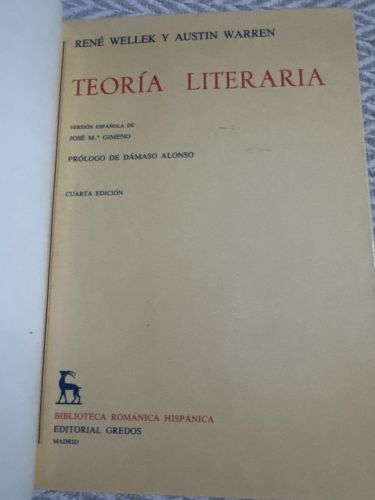 RENÉ WELLEK Y AUSTIN WARREN
TEORÍA LITERARIA
VERSIÓN ESPAÑOLA DE
JOSÉ M.ª GIMENO
PRÓLOGO DE DÁMASO ALONSO
CUARTA EDICIÓN
BIBLIOTECA ROMÁNICA HISPÁNICA
EDITORIAL GREDOS
MADRID